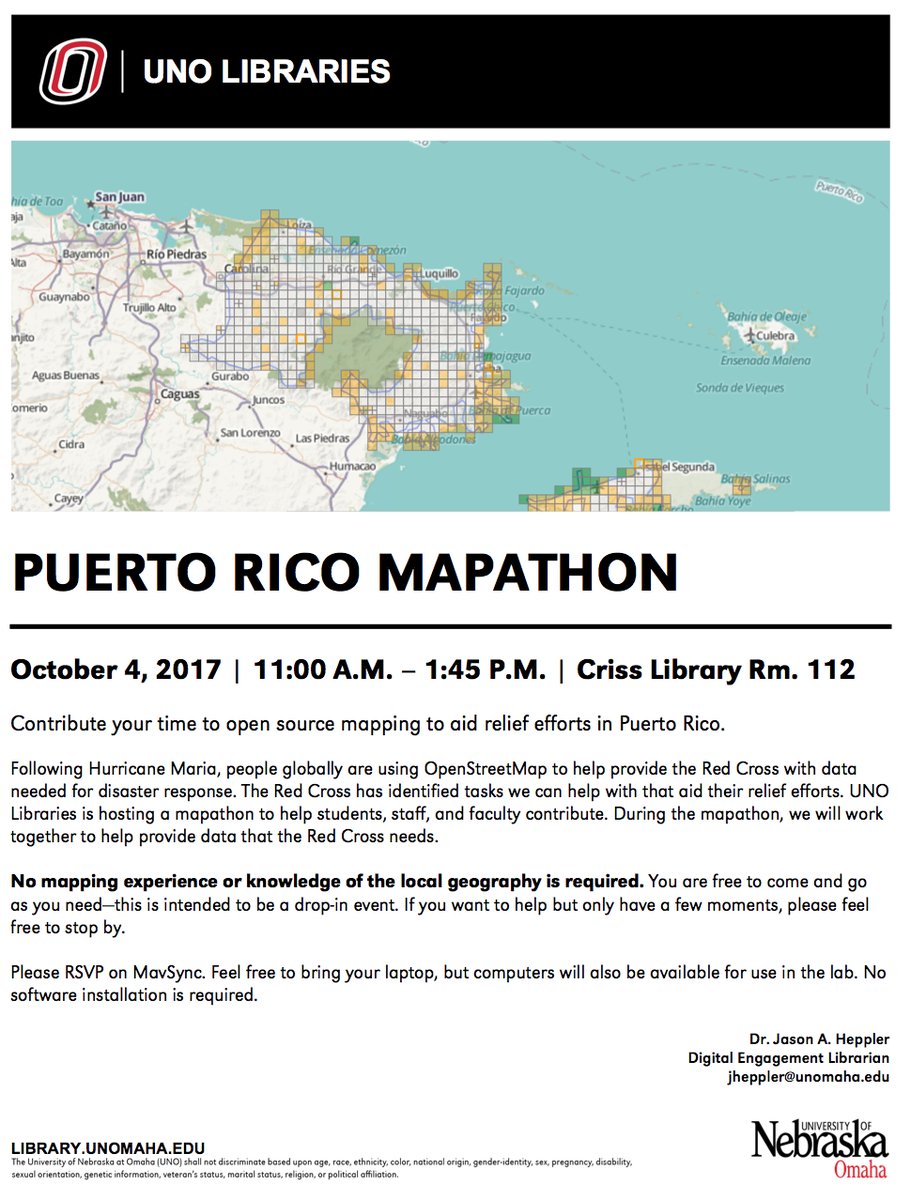 UNO LIBRARIES
Puerto Rico
San Juan
Cataño
Loíza
Bayamón
Río Piedras
Carolina
Río Grande
Luquillo
Guaynabo
Trujillo Alto
Bahía de Oleaje
Culebra
Ensenada Malena
Aguas Buenas
Gurabo
Sonda de Vieques
Caguas
Juncos
Naguabo
San Lorenzo
Las Piedras
Cidra
Humacao
Isabel Segunda
Bahía Salinas
Cayey
Bahía Yoye
PUERTO RICO MAPATHON
October 4, 2017 | 11:00 A.M. – 1:45 P.M. | Criss Library Rm. 112
Contribute your time to open source mapping to aid relief efforts in Puerto Rico.
Following Hurricane Maria, people globally are using OpenStreetMap to help provide the Red Cross with data
needed for disaster response. The Red Cross has identified tasks we can help with that aid their relief efforts. UNO
Libraries is hosting a mapathon to help students, staff, and faculty contribute. During the mapathon, we will work
together to help provide data that the Red Cross needs.
No mapping experience or knowledge of the local geography is required. You are free to come and go
as you need—this is intended to be a drop-in event. If you want to help but only have a few moments, please feel
free to stop by.
Please RSVP on MavSync. Feel free to bring your laptop, but computers will also be available for use in the lab. No
software installation is required.
Dr. Jason A. Heppler
Digital Engagement Librarian
jheppler@unomaha.edu
LIBRARY.UNOMAHA.EDU
The University of Nebraska at Omaha (UNO) shall not discriminate based upon age, race, ethnicity, color, national origin, gender-identity, sex, pregnancy, disability,
sexual orientation, genetic information, veteran's status, marital status, religion, or political affiliation.
UNIVERSITY OF
Nebraska
Omaha